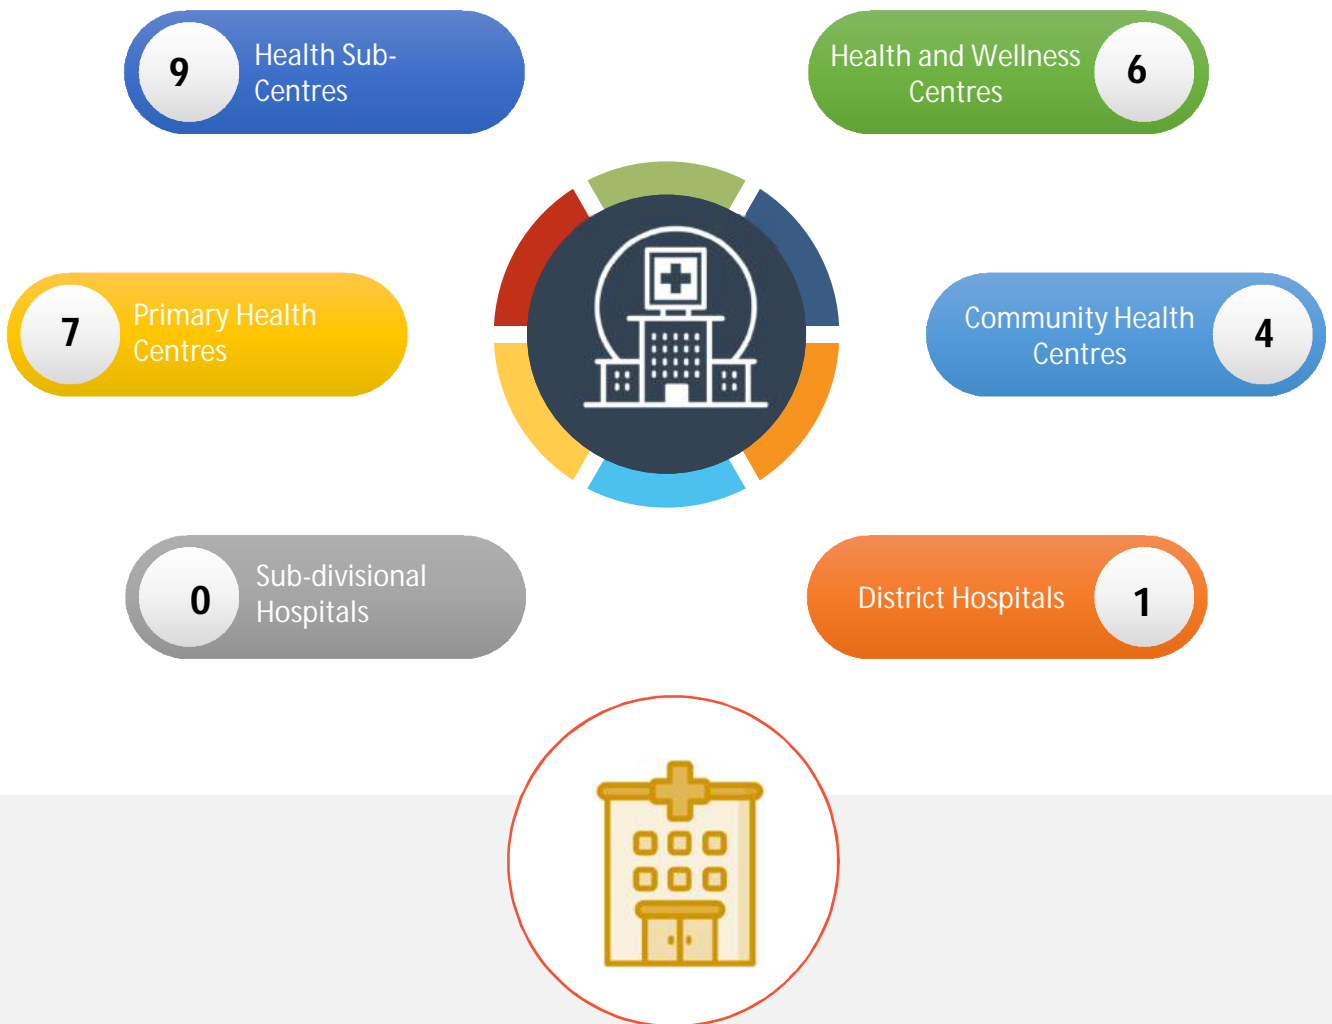 9
Health Sub-
Centres
Health and Wellness
Centres
6
7
Primary Health
Centres
Community Health
Centres
4
0
Sub-divisional
Hospitals
District Hospitals
1